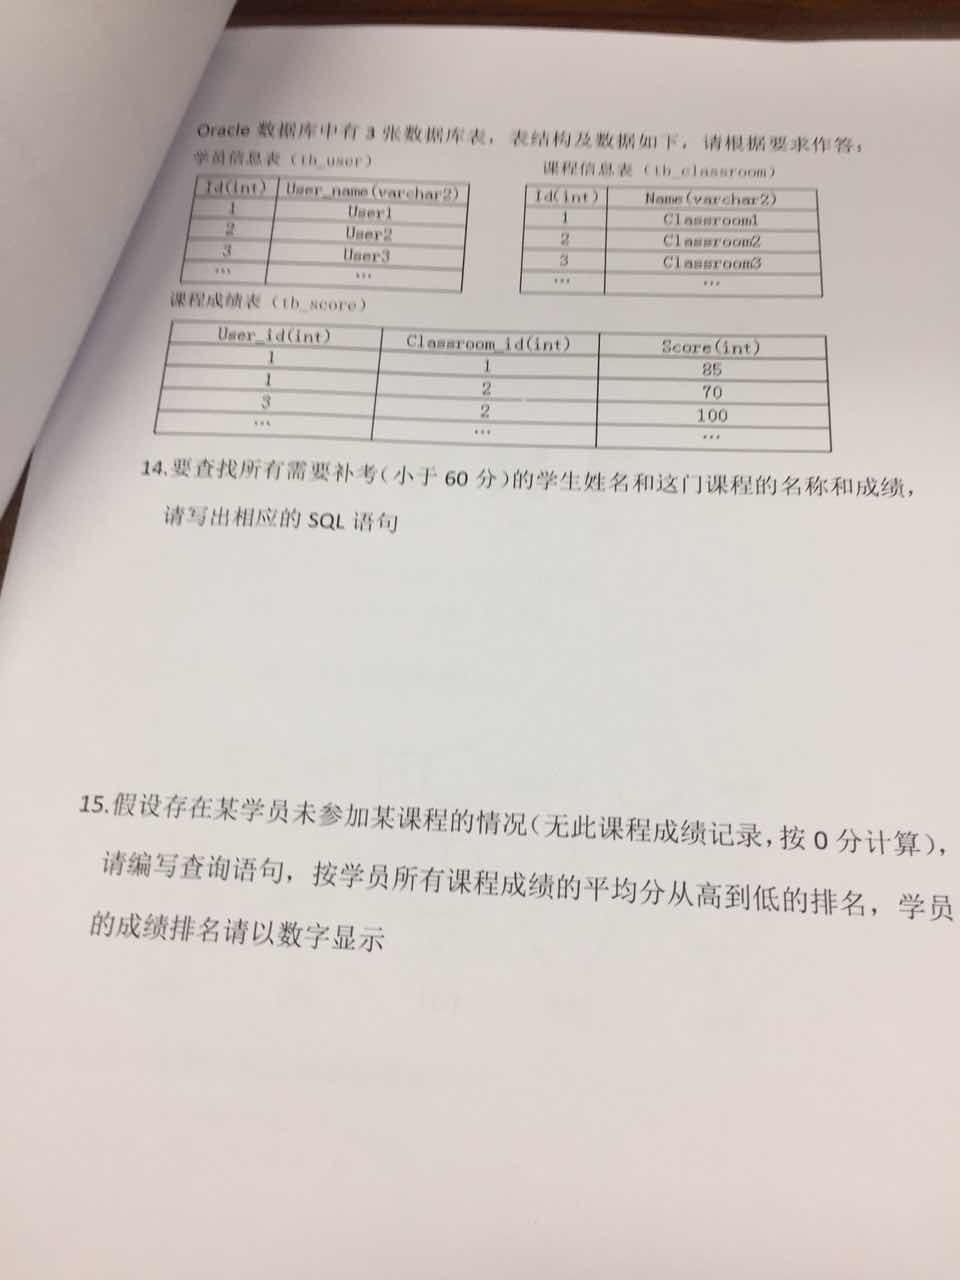 Oracle 数据库中有 3 张数据库表，表结构及数据如下，请根据要求作答；
学员信息表（tb_user）
课程信息表（tb_classroom）
Id(int) User_name(varchar2)
1 User1
2 User2
3 User3
... ...
Id(int) Name(varchar2)
1 Classroom1
2 Classroom2
3 Classroom3
... ...
课程成绩表（tb_score）
User_id(int) Classroom_id(int) Score(int)
1 1 85
1 2 70
3 2 100
... ... ...
14.要查找所有需要补考(小于 60 分)的学生姓名和这门课程的名称和成绩，
请写出相应的 SQL 语句
15.假设存在某学员未参加某课程的情况(无此课程成绩记录,按 0 分计算)，
请编写查询语句，按学员所有课程成绩的平均分从高到低的排名，学员
的成绩排名请以数字显示